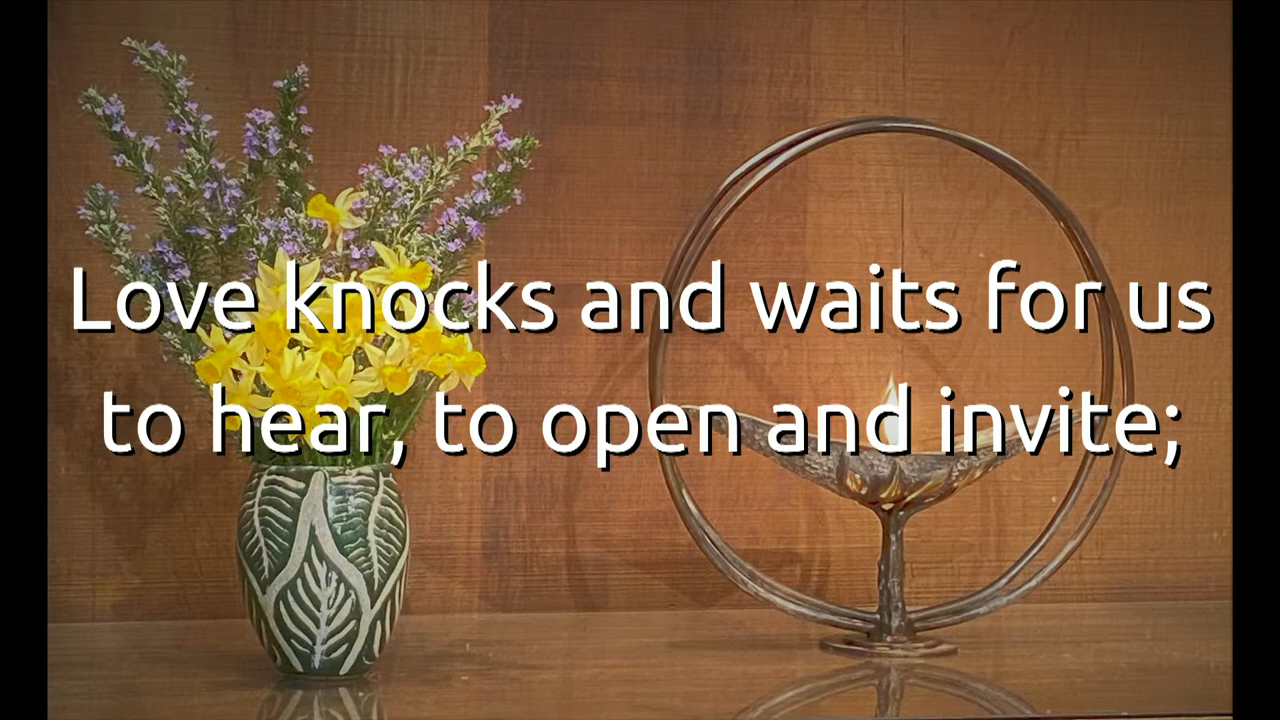 Love knocks and waits for us
to hear, to open and invite;